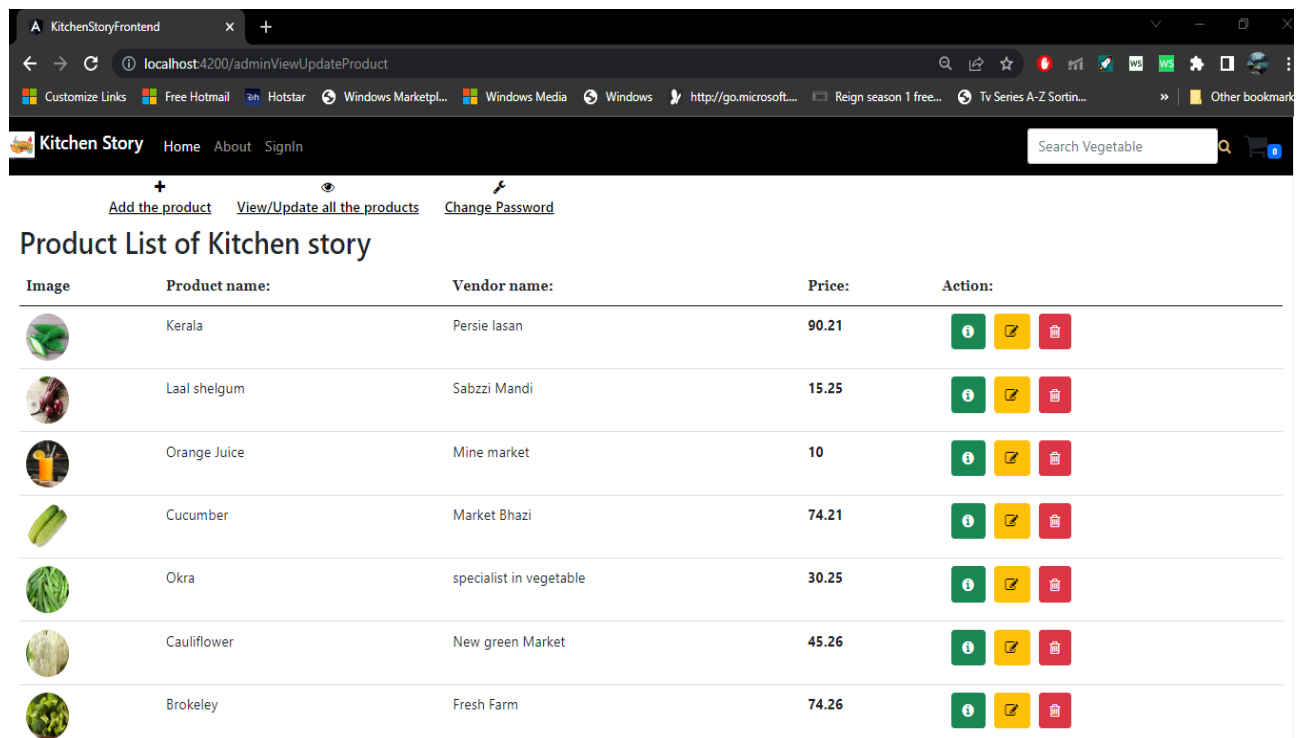 KitchenStoryFrontend
localhost:4200/adminViewUpdateProduct
Customize Links Free Hotmail Hotstar Windows Marketpl... Windows Media Windows http://go.microsoft.... Reign season 1 free... Tv Series A-Z Sortin... » Other bookmark
Kitchen Story Home About SignIn Search Vegetable 0
Add the product View/Update all the products Change Password
Product List of Kitchen story
Image Product name: Vendor name: Price: Action:
Kerala Persie lasan 90.21
Laal shelgum Sabzzi Mandi 15.25
Orange Juice Mine market 10
Cucumber Market Bhazi 74.21
Okra specialist in vegetable 30.25
Cauliflower New green Market 45.26
Brokeley Fresh Farm 74.26